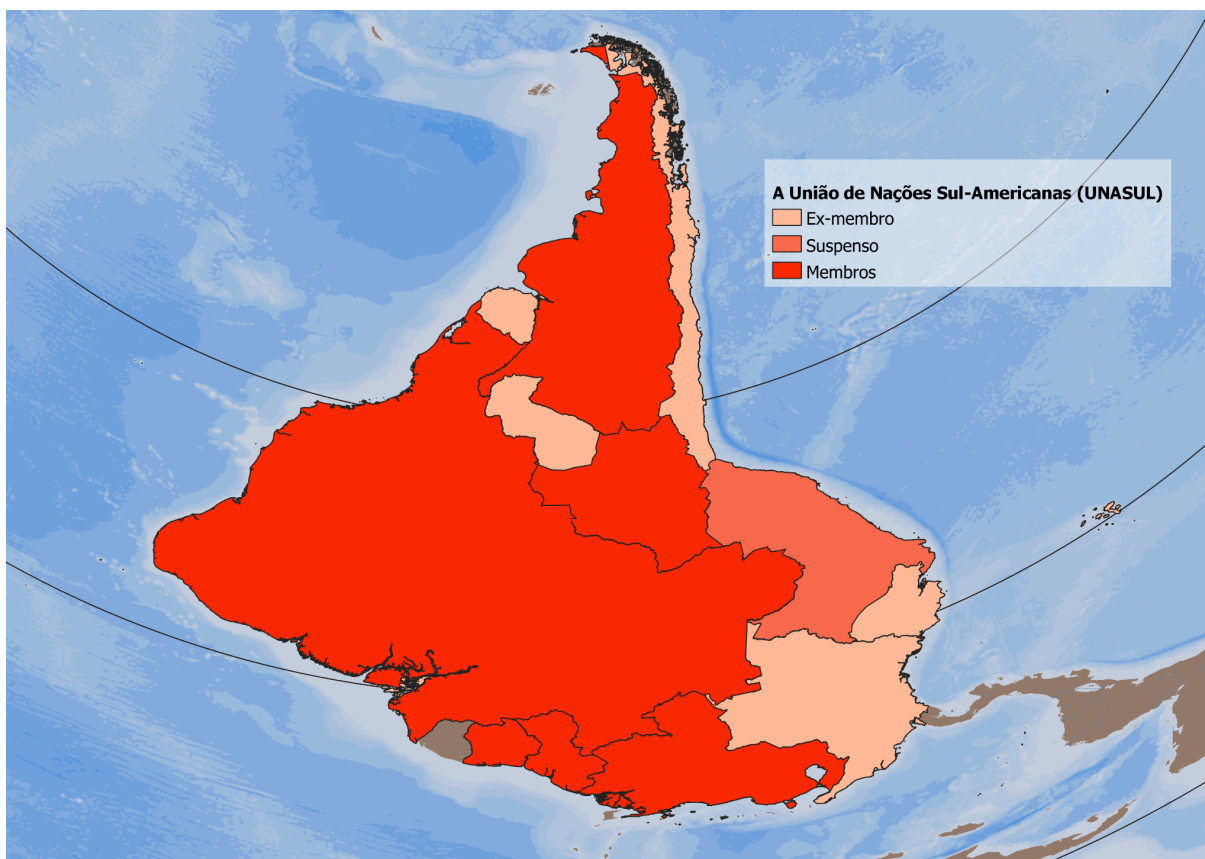 A União de Nações Sul-Americanas (UNASUL)
Ex-membro
Suspenso
Membros